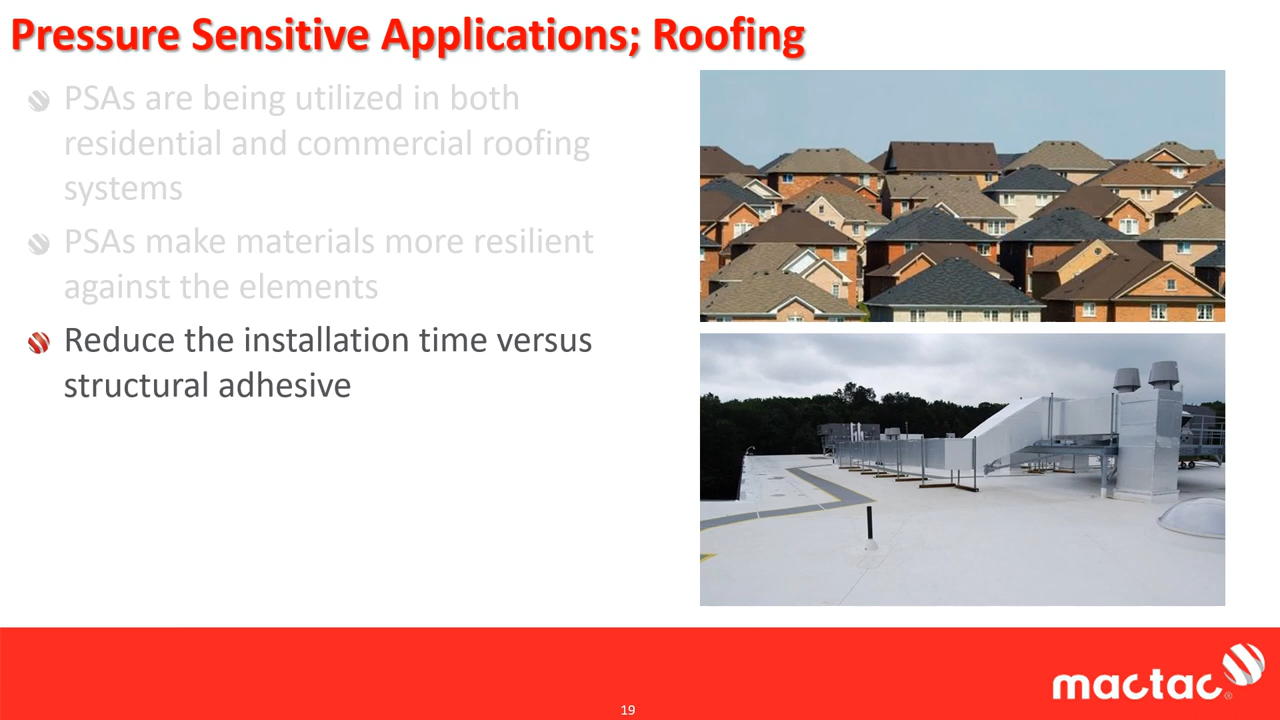 Pressure Sensitive Applications; Roofing
PSAs are being utilized in both
residential and commercial roofing
systems
PSAs make materials more resilient
against the elements
Reduce the installation time versus
structural adhesive
mactac®
19